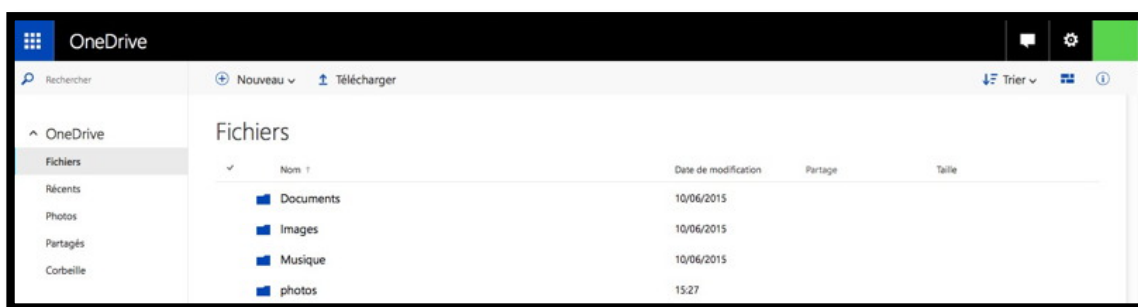 OneDrive
Rechercher
Nouveau
Télécharger
Trier
OneDrive
Fichiers
Récents
Photos
Partagés
Corbeille
Fichiers
Nom Date de modification Partage Taille
Documents 10/06/2015
Images 10/06/2015
Musique 10/06/2015
photos 15:27